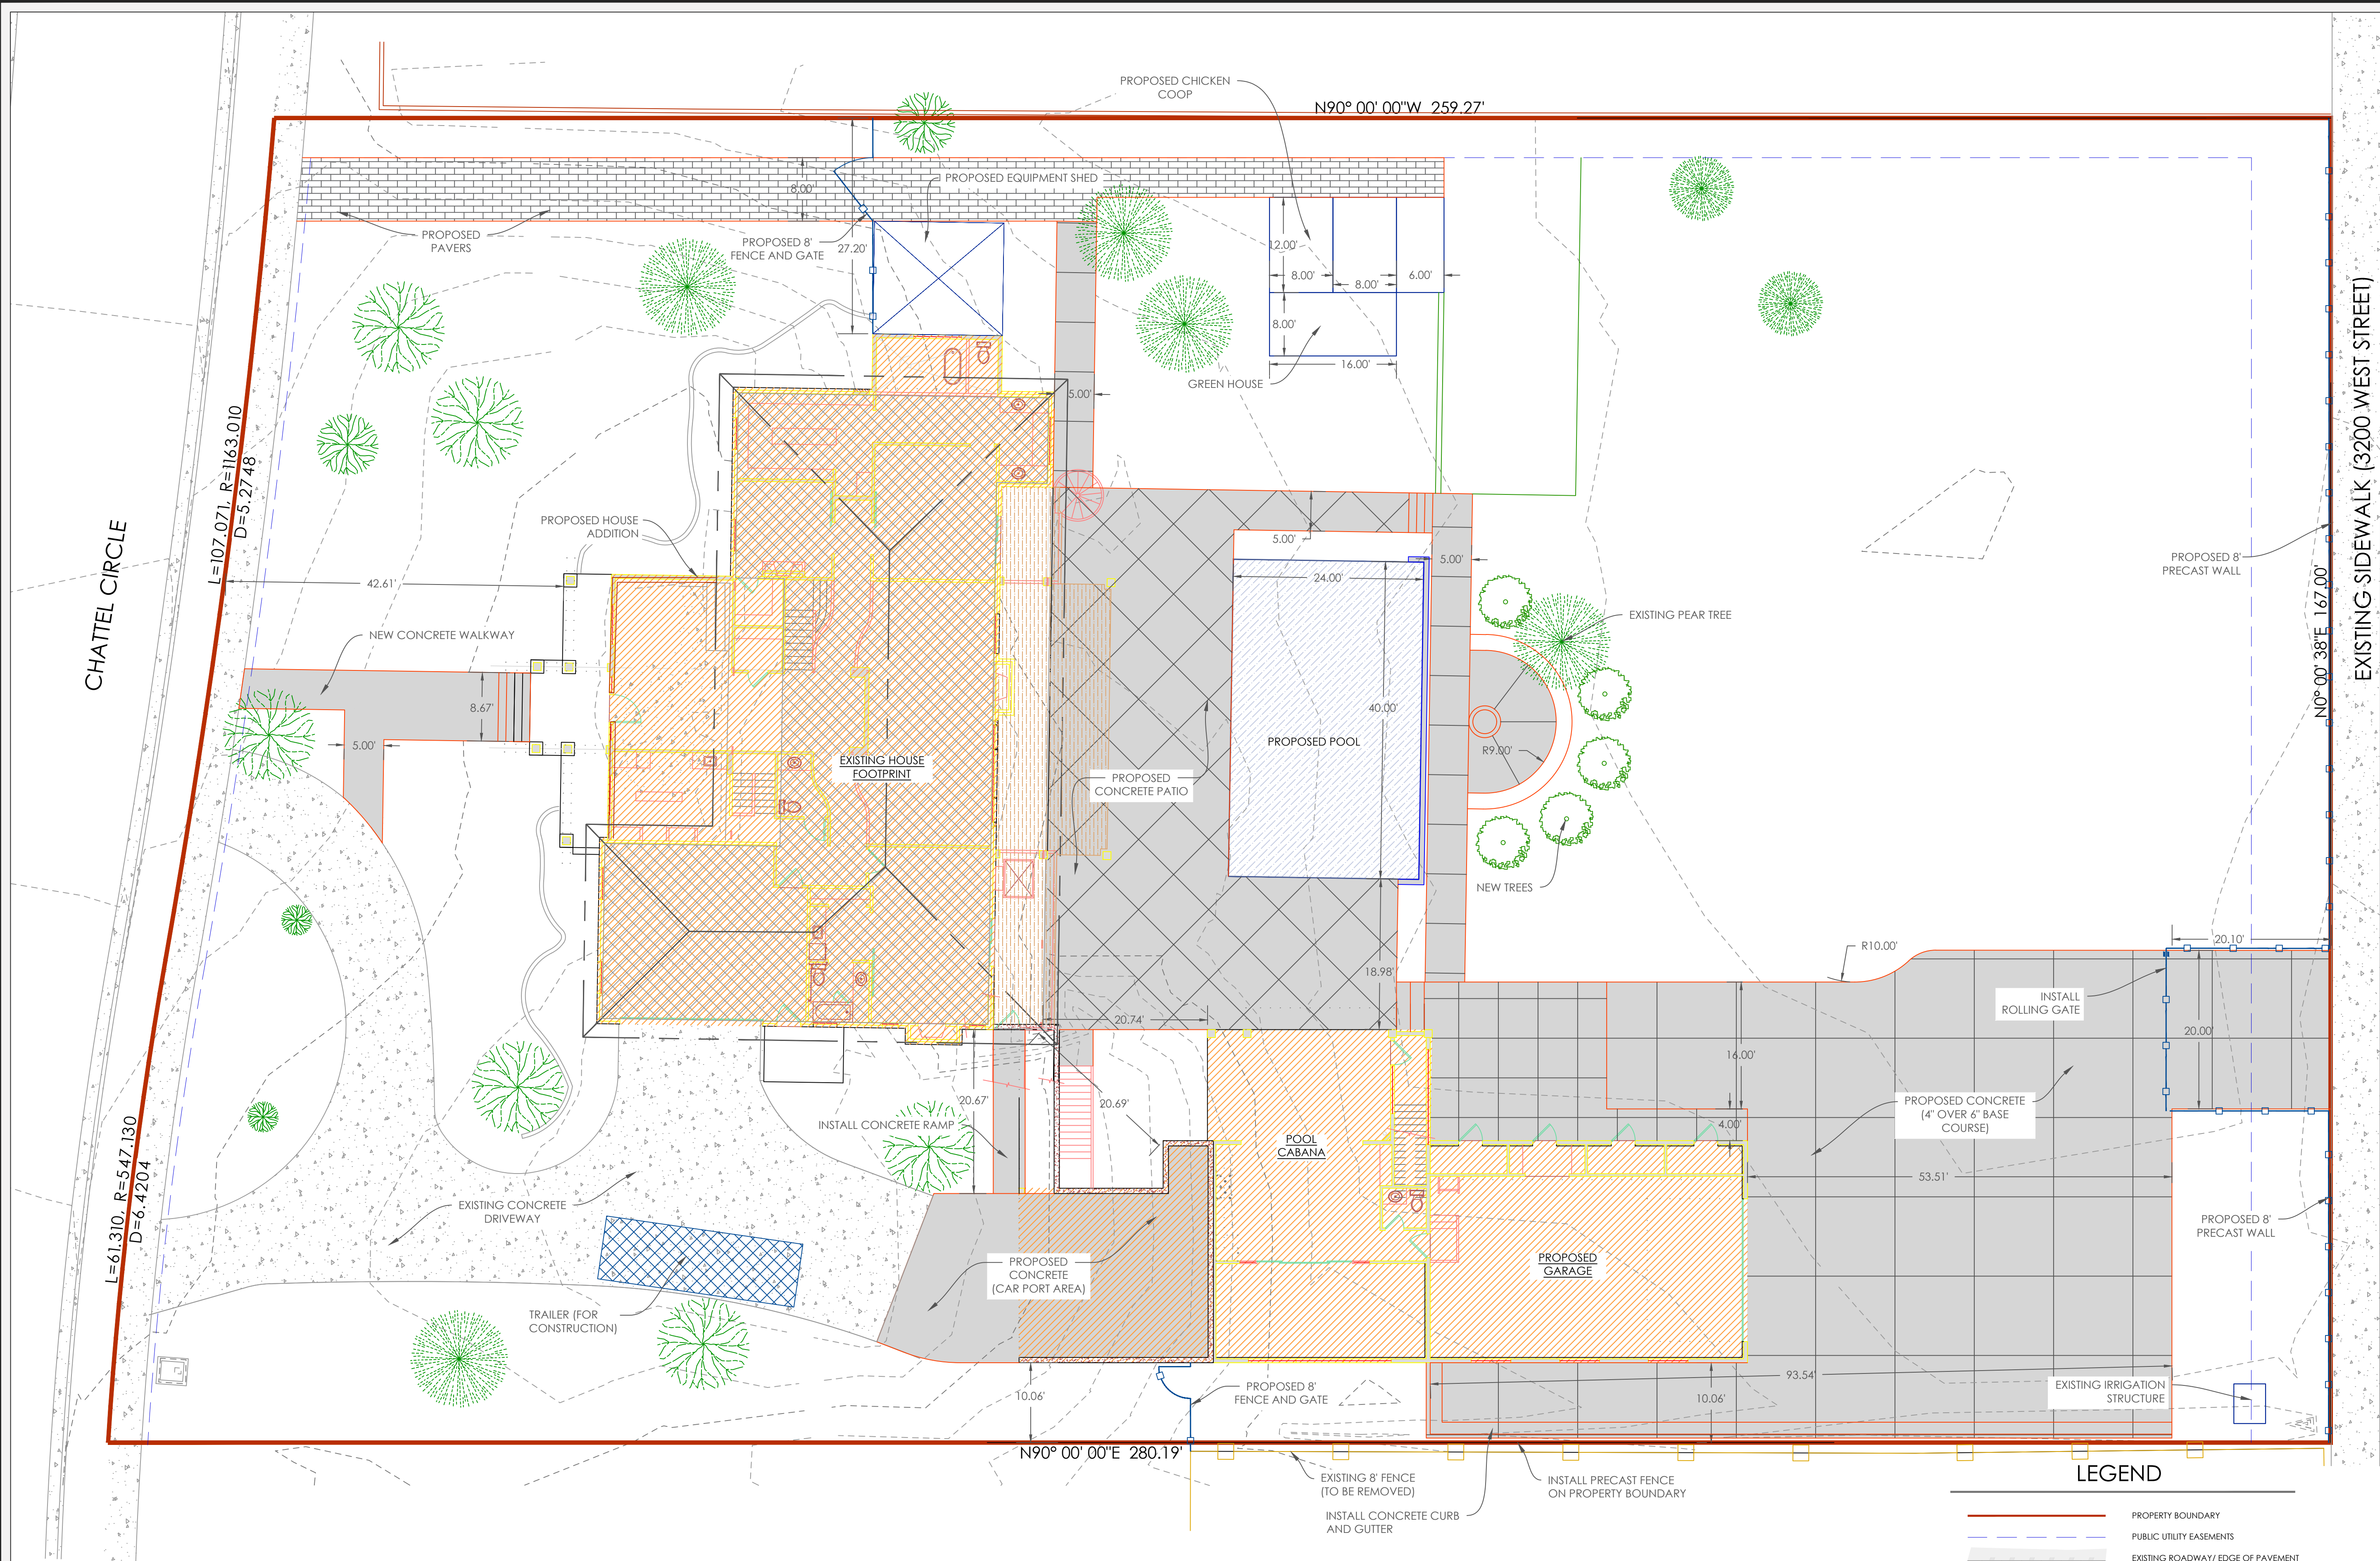 PROPOSED CHICKEN
COOP
N90° 00' 00"W 259.27'
PROPOSED EQUIPMENT SHED
8.00'
PROPOSED
PAVERS
PROPOSED 8'
FENCE AND GATE
27.20'
12.00'
8.00'
8.00'
6.00'
8.00'
16.00'
GREEN HOUSE
5.00'
L=107.071, R=1163.010
D=5.2748
CHATTEL CIRCLE
PROPOSED HOUSE
ADDITION
42.61'
NEW CONCRETE WALKWAY
8.67'
5.00'
EXISTING HOUSE
FOOTPRINT
5.00'
24.00'
5.00'
40.00'
PROPOSED POOL
PROPOSED
CONCRETE PATIO
R9.00'
EXISTING PEAR TREE
NEW TREES
PROPOSED 8'
PRECAST WALL
N0° 00' 38"E 167.00'
EXISTING SIDEWALK (3200 WEST STREET)
18.98'
R10.00'
20.10'
INSTALL
ROLLING GATE
20.00'
20.74'
16.00'
20.67'
20.69'
4.00'
PROPOSED CONCRETE
(4" OVER 6" BASE
COURSE)
INSTALL CONCRETE RAMP
POOL
CABANA
53.51'
L=61.310, R=547.130
D=6.4204
EXISTING CONCRETE
DRIVEWAY
PROPOSED 8'
PRECAST WALL
PROPOSED
CONCRETE
(CAR PORT AREA)
PROPOSED
GARAGE
TRAILER (FOR
CONSTRUCTION)
10.06'
PROPOSED 8'
FENCE AND GATE
93.54'
10.06'
EXISTING IRRIGATION
STRUCTURE
N90° 00' 00"E 280.19'
EXISTING 8' FENCE
(TO BE REMOVED)
INSTALL PRECAST FENCE
ON PROPERTY BOUNDARY
INSTALL CONCRETE CURB
AND GUTTER
LEGEND
PROPERTY BOUNDARY
PUBLIC UTILITY EASEMENTS
EXISTING ROADWAY/ EDGE OF PAVEMENT